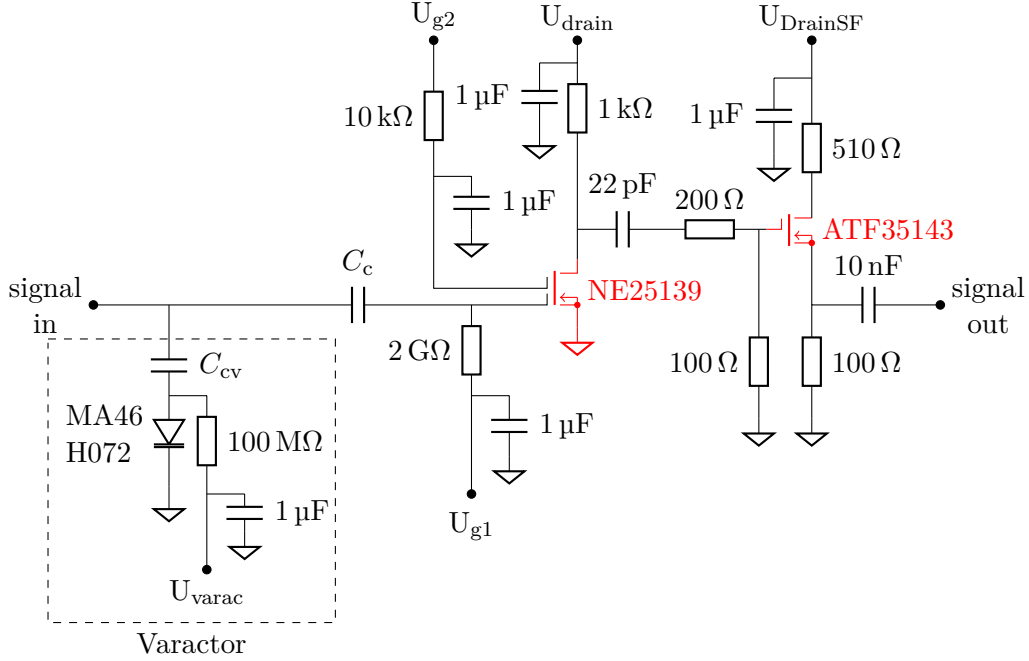 U_g2
U_drain
U_DrainSF
1 µF
10 kΩ
1 kΩ
1 µF
510 Ω
22 pF
200 Ω
1 µF
ATF35143
C_c
NE25139
10 nF
signal
in
signal
out
2 GΩ
100 Ω
100 Ω
C_cv
MA46
H072
100 MΩ
1 µF
1 µF
U_g1
U_varac
Varactor